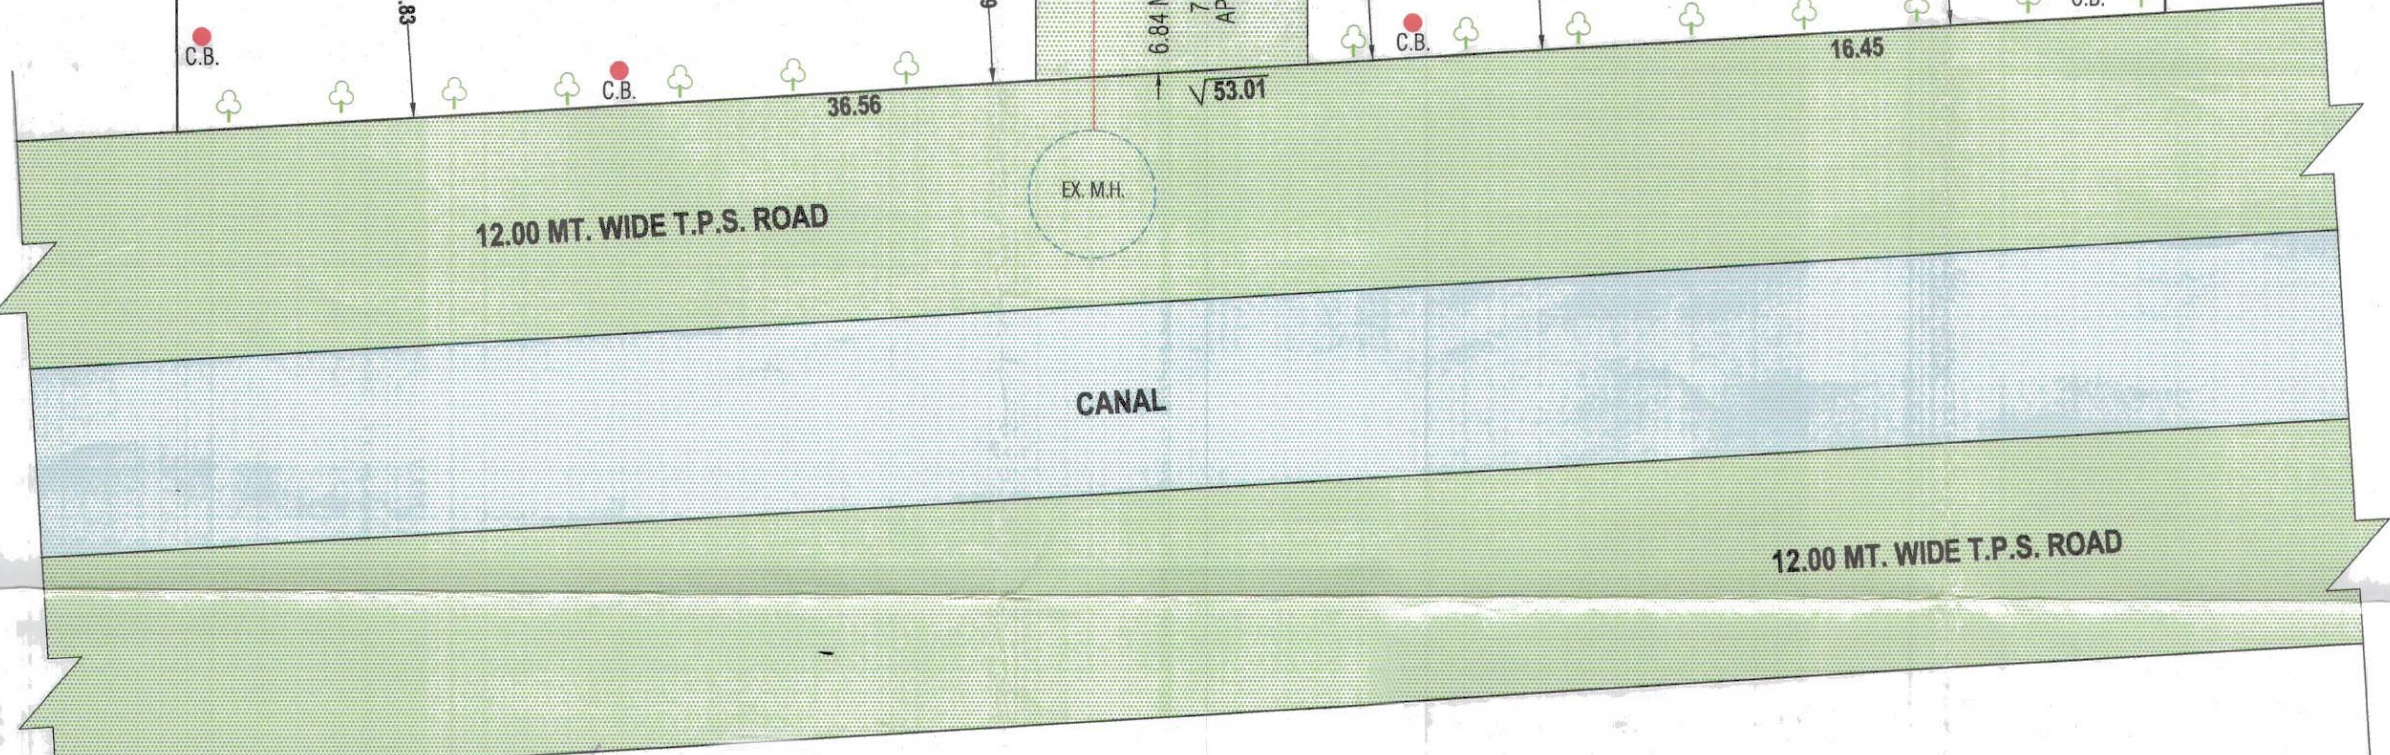 .83
C.B.
C.B.
36.56
6.84
√53.01
C.B.
16.45
C.B.
EX. M.H.
12.00 MT. WIDE T.P.S. ROAD
CANAL
12.00 MT. WIDE T.P.S. ROAD